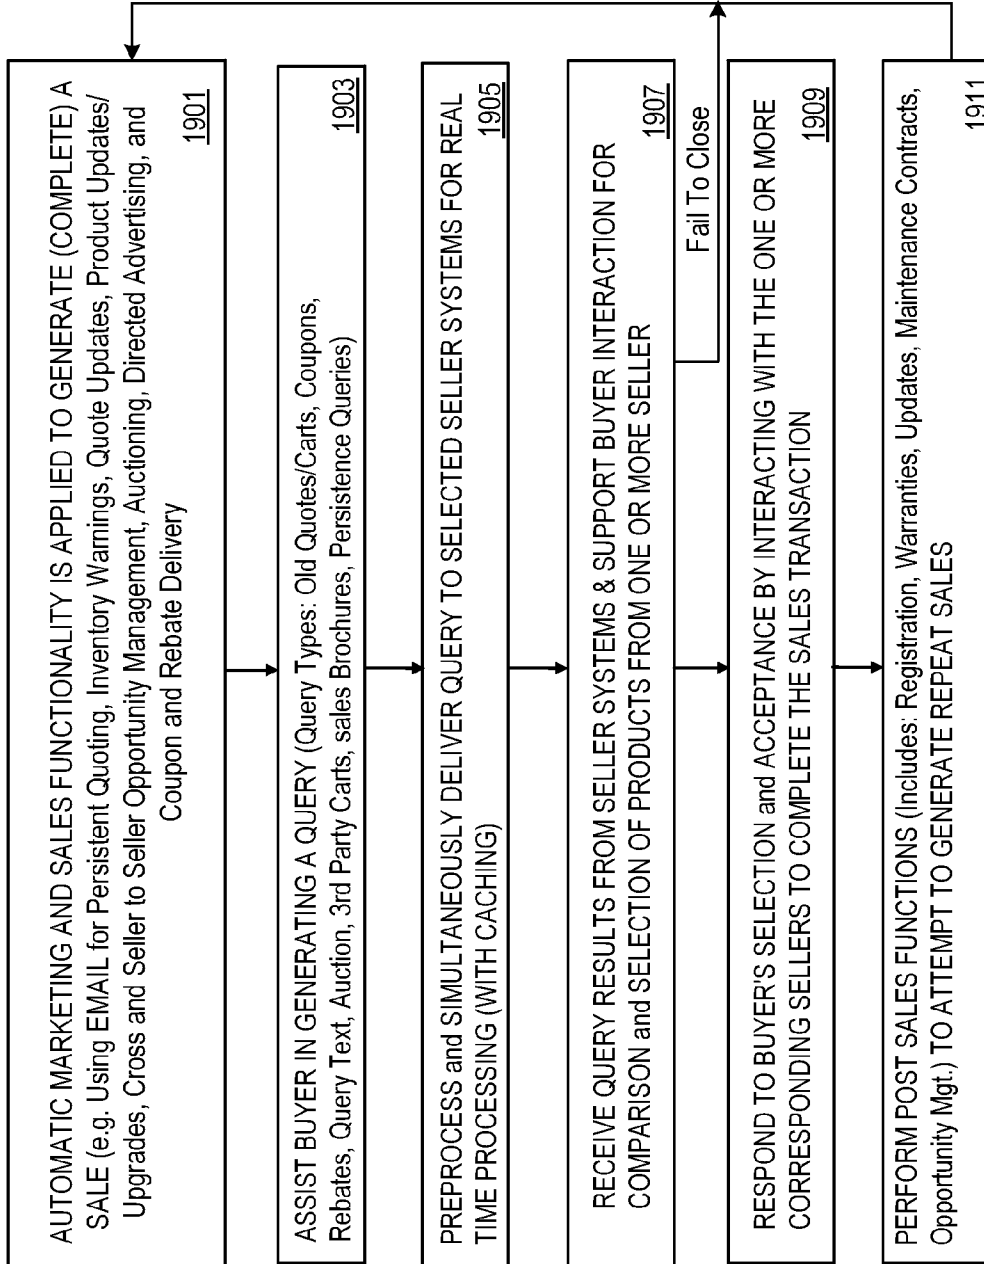 AUTOMATIC MARKETING AND SALES FUNCTIONALITY IS APPLIED TO GENERATE (COMPLETE) A
SALE (e.g. Using EMAIL for Persistent Quoting, Inventory Warnings, Quote Updates, Product Updates/
Upgrades, Cross and Seller to Seller Opportunity Management, Auctioning, Directed Advertising, and
Coupon and Rebate Delivery
1901
ASSIST BUYER IN GENERATING A QUERY (Query Types: Old Quotes/Carts, Coupons,
Rebates, Query Text, Auction, 3rd Party Carts, sales Brochures, Persistence Queries)
1903
PREPROCESS and SIMULTANEOUSLY DELIVER QUERY TO SELECTED SELLER SYSTEMS FOR REAL
TIME PROCESSING (WITH CACHING)
1905
RECEIVE QUERY RESULTS FROM SELLER SYSTEMS & SUPPORT BUYER INTERACTION FOR
COMPARISON and SELECTION OF PRODUCTS FROM ONE OR MORE SELLER
1907
Fail To Close
RESPOND TO BUYER'S SELECTION and ACCEPTANCE BY INTERACTING WITH THE ONE OR MORE
CORRESPONDING SELLERS TO COMPLETE THE SALES TRANSACTION
1909
PERFORM POST SALES FUNCTIONS (Includes: Registration, Warranties, Updates, Maintenance Contracts,
Opportunity Mgt.) TO ATTEMPT TO GENERATE REPEAT SALES
1911